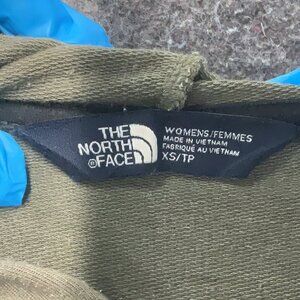 THE
NORTH
FACE
WOMENS/FEMMES
MADE IN VIETNAM
FABRIQUÉ AU VIETNAM
XS/TP